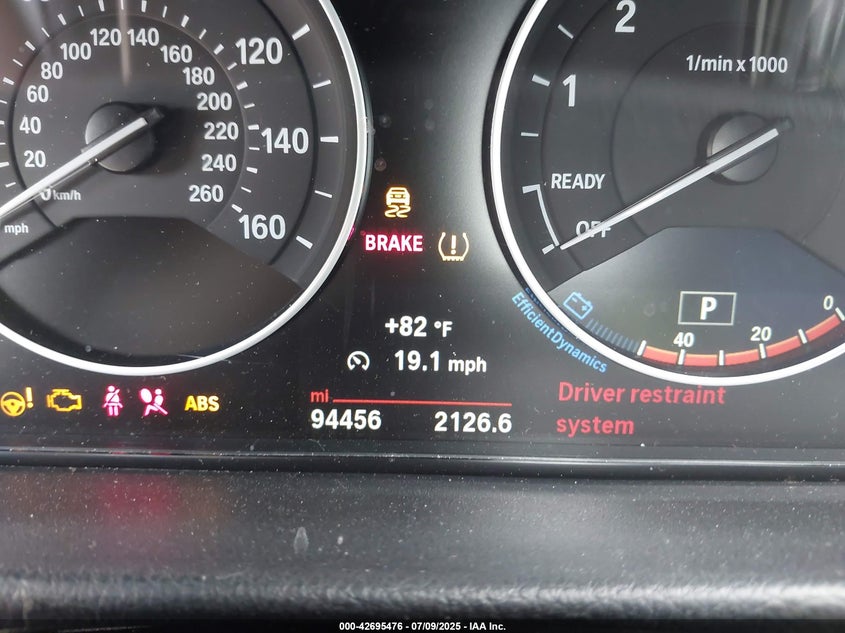 20 40 60 80 100 120 140 160 180 200 220 240 260
km/h
mph
120
140
160
BRAKE
+82 °F
19.1 mph
ABS
mi
94456 2126.6
1
2
1/min x 1000
READY
OFF
P
EfficientDynamics
40 20 0
Driver restraint
system
000-42695476 | 07/09/2025 - IAA Inc.